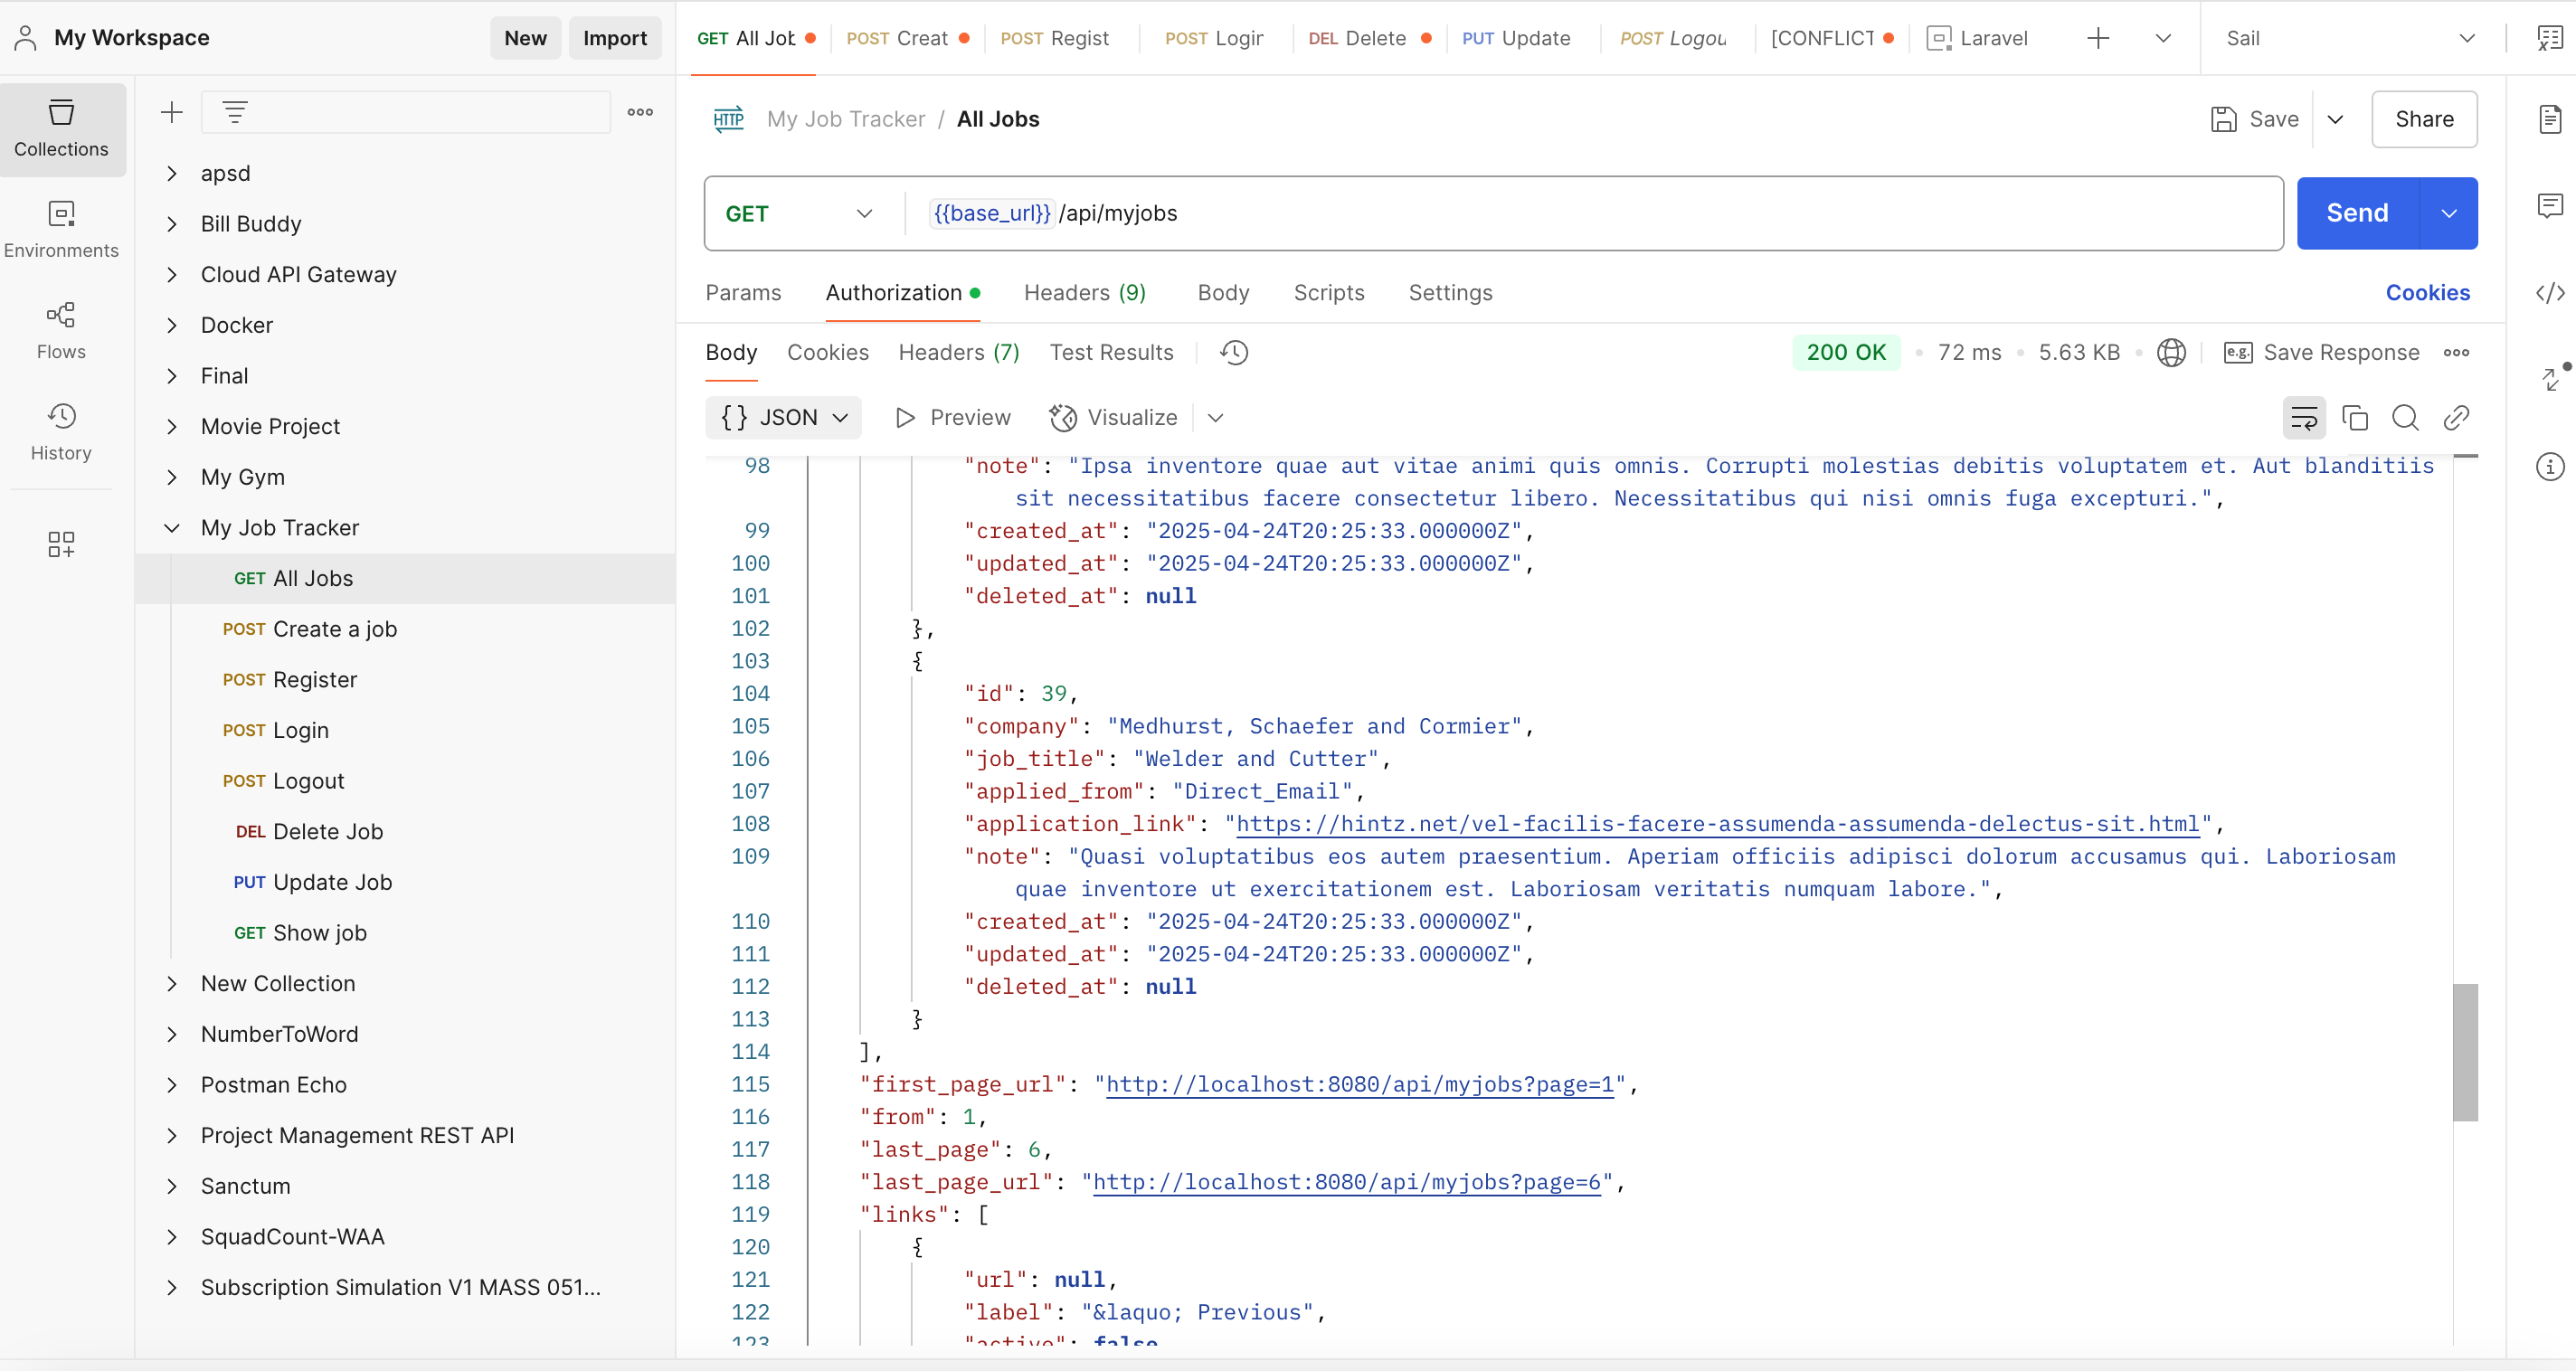 My Workspace
New
Import
GET All Job
POST Creat
POST Regist
POST Login
DEL Delete
PUT Update
POST Logou
[CONFLICT
Laravel
Sail
Collections
Environments
Flows
History
apsd
Bill Buddy
Cloud API Gateway
Docker
Final
Movie Project
My Gym
My Job Tracker
GET All Jobs
POST Create a job
POST Register
POST Login
POST Logout
DEL Delete Job
PUT Update Job
GET Show job
New Collection
NumberToWord
Postman Echo
Project Management REST API
Sanctum
SquadCount-WAA
Subscription Simulation V1 MASS 051...
HTTP My Job Tracker / All Jobs
Save
Share
GET {{base_url}} /api/myjobs
Send
Params Authorization Headers (9) Body Scripts Settings
Cookies
Body Cookies Headers (7) Test Results
200 OK • 72 ms • 5.63 KB •
e.g. Save Response
{} JSON Preview Visualize
98 "note": "Ipsa inventore quae aut vitae animi quis omnis. Corrupti molestias debitis voluptatem et. Aut blanditiis
sit necessitatibus facere consectetur libero. Necessitatibus qui nisi omnis fuga excepturi.",
99 "created_at": "2025-04-24T20:25:33.000000Z",
100 "updated_at": "2025-04-24T20:25:33.000000Z",
101 "deleted_at": null
102 },
103 {
104 "id": 39,
105 "company": "Medhurst, Schaefer and Cormier",
106 "job_title": "Welder and Cutter",
107 "applied_from": "Direct_Email",
108 "application_link": "https://hintz.net/vel-facilis-facere-assumenda-assumenda-delectus-sit.html",
109 "note": "Quasi voluptatibus eos autem praesentium. Aperiam officiis adipisci dolorum accusamus qui. Laboriosam
quae inventore ut exercitationem est. Laboriosam veritatis numquam labore.",
110 "created_at": "2025-04-24T20:25:33.000000Z",
111 "updated_at": "2025-04-24T20:25:33.000000Z",
112 "deleted_at": null
113 }
114 ],
115 "first_page_url": "http://localhost:8080/api/myjobs?page=1",
116 "from": 1,
117 "last_page": 6,
118 "last_page_url": "http://localhost:8080/api/myjobs?page=6",
119 "links": [
120 {
121 "url": null,
122 "label": "&laquo; Previous",
123 "active": false